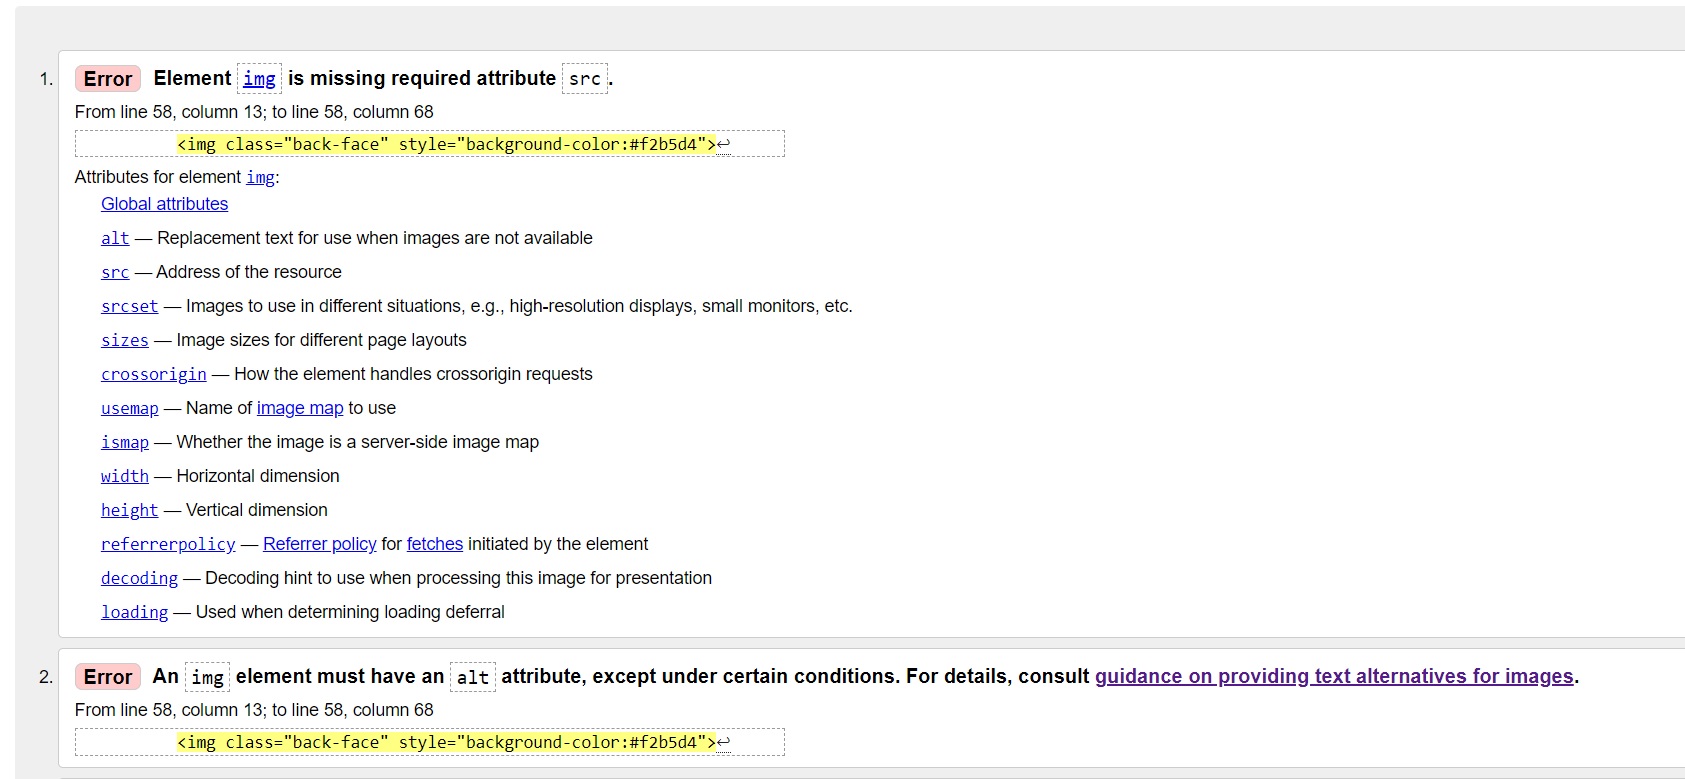 1. Error Element img is missing required attribute src.
From line 58, column 13; to line 58, column 68
<img class="back-face" style="background-color:#f2b5d4">↩
Attributes for element img:
Global attributes
alt — Replacement text for use when images are not available
src — Address of the resource
srcset — Images to use in different situations, e.g., high-resolution displays, small monitors, etc.
sizes — Image sizes for different page layouts
crossorigin — How the element handles crossorigin requests
usemap — Name of image map to use
ismap — Whether the image is a server-side image map
width — Horizontal dimension
height — Vertical dimension
referrerpolicy — Referrer policy for fetches initiated by the element
decoding — Decoding hint to use when processing this image for presentation
loading — Used when determining loading deferral
2. Error An img element must have an alt attribute, except under certain conditions. For details, consult guidance on providing text alternatives for images.
From line 58, column 13; to line 58, column 68
<img class="back-face" style="background-color:#f2b5d4">↩